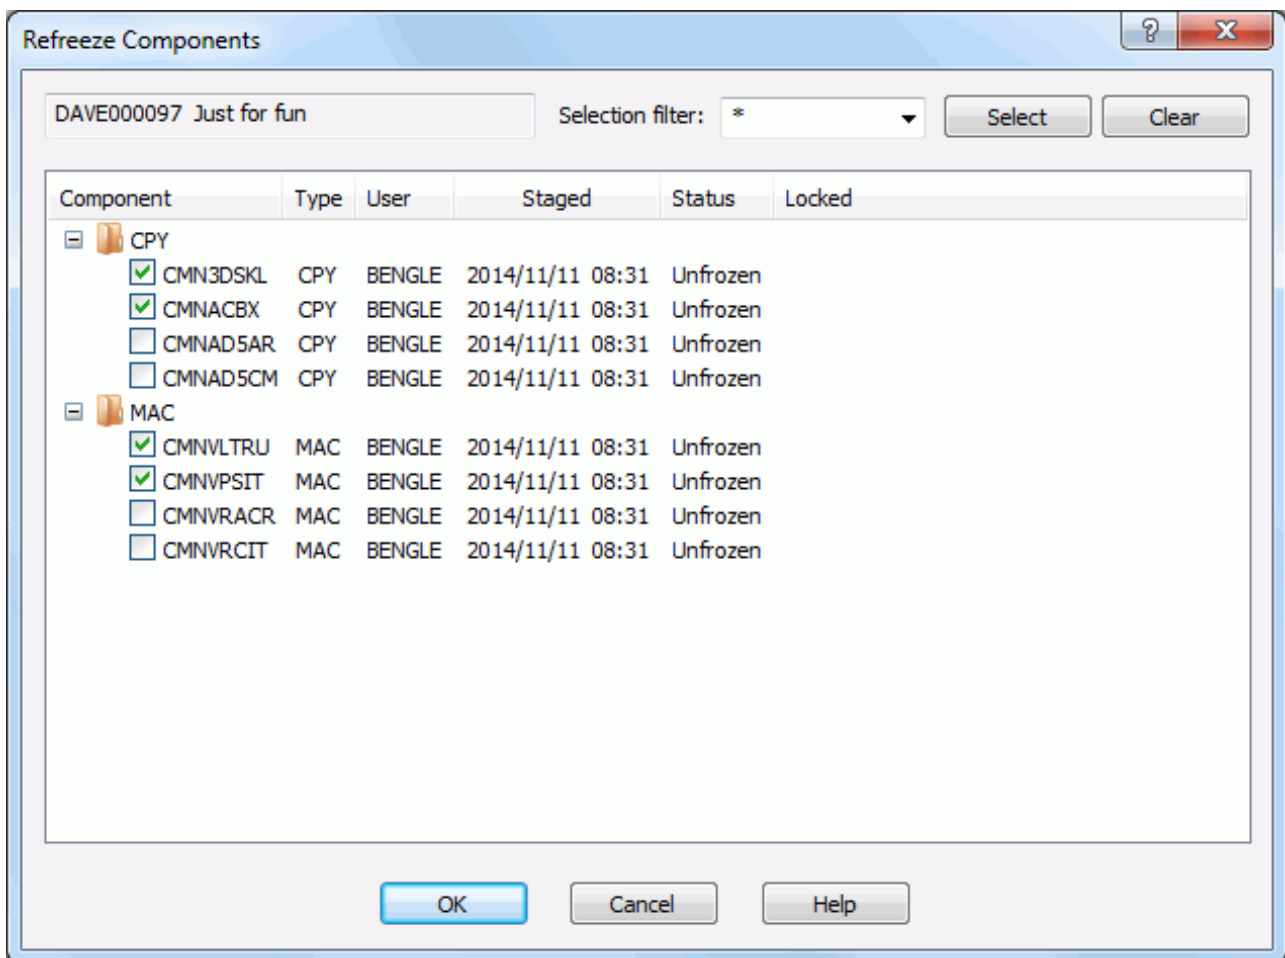 Refreeze Components
DAVE000097 Just for fun Selection filter: * Select Clear
Component Type User Staged Status Locked
CPY
CMN3DSKL CPY BENGLE 2014/11/11 08:31 Unfrozen
CMNACBX CPY BENGLE 2014/11/11 08:31 Unfrozen
CMNAD5AR CPY BENGLE 2014/11/11 08:31 Unfrozen
CMNAD5CM CPY BENGLE 2014/11/11 08:31 Unfrozen
MAC
CMNVLTRU MAC BENGLE 2014/11/11 08:31 Unfrozen
CMNVPSIT MAC BENGLE 2014/11/11 08:31 Unfrozen
CMNVRACR MAC BENGLE 2014/11/11 08:31 Unfrozen
CMNVRCIT MAC BENGLE 2014/11/11 08:31 Unfrozen
OK Cancel Help